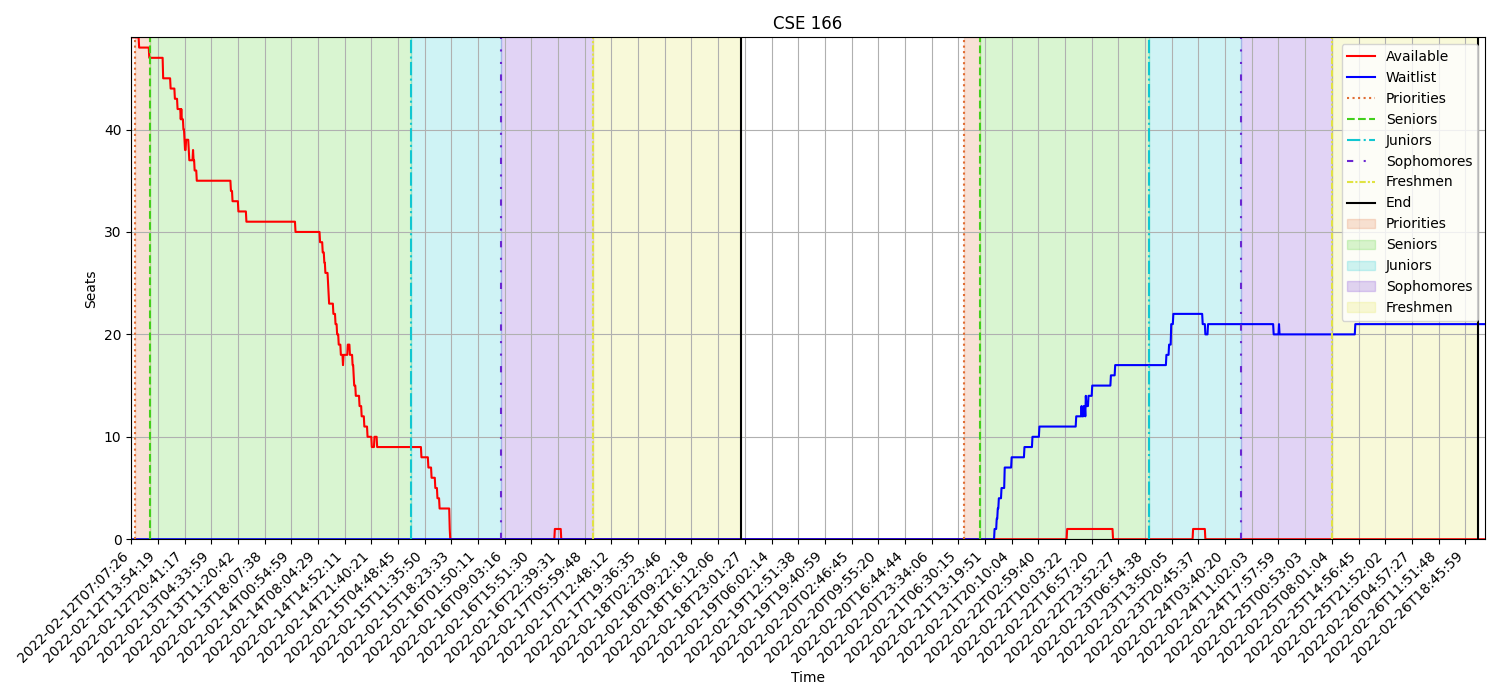 CSE 166
Seats
40
30
20
10
0
Available
Waitlist
Priorities
Seniors
Juniors
Sophomores
Freshmen
End
Priorities
Seniors
Juniors
Sophomores
Freshmen
2022-02-12T07:07:26
2022-02-12T13:54:19
2022-02-12T20:41:17
2022-02-13T04:33:59
2022-02-13T11:20:42
2022-02-13T18:07:38
2022-02-14T00:54:59
2022-02-14T08:04:29
2022-02-14T14:52:11
2022-02-14T21:40:21
2022-02-15T04:48:45
2022-02-15T11:35:50
2022-02-15T18:23:33
2022-02-16T01:50:11
2022-02-16T09:03:16
2022-02-16T15:51:30
2022-02-16T22:39:31
2022-02-17T05:59:48
2022-02-17T12:48:12
2022-02-17T19:36:35
2022-02-18T02:23:46
2022-02-18T09:22:18
2022-02-18T16:12:06
2022-02-18T23:01:27
2022-02-19T06:02:14
2022-02-19T12:51:38
2022-02-19T19:40:59
2022-02-20T02:46:45
2022-02-20T09:55:20
2022-02-20T16:44:44
2022-02-20T23:34:06
2022-02-21T06:30:15
2022-02-21T13:19:51
2022-02-21T20:10:04
2022-02-22T02:59:40
2022-02-22T10:03:22
2022-02-22T16:57:20
2022-02-22T23:52:27
2022-02-23T06:54:38
2022-02-23T13:50:05
2022-02-23T20:45:37
2022-02-24T03:40:20
2022-02-24T11:02:03
2022-02-24T17:57:59
2022-02-25T00:53:03
2022-02-25T08:01:04
2022-02-25T14:56:45
2022-02-25T21:52:02
2022-02-26T04:57:27
2022-02-26T11:51:48
2022-02-26T18:45:59
Time